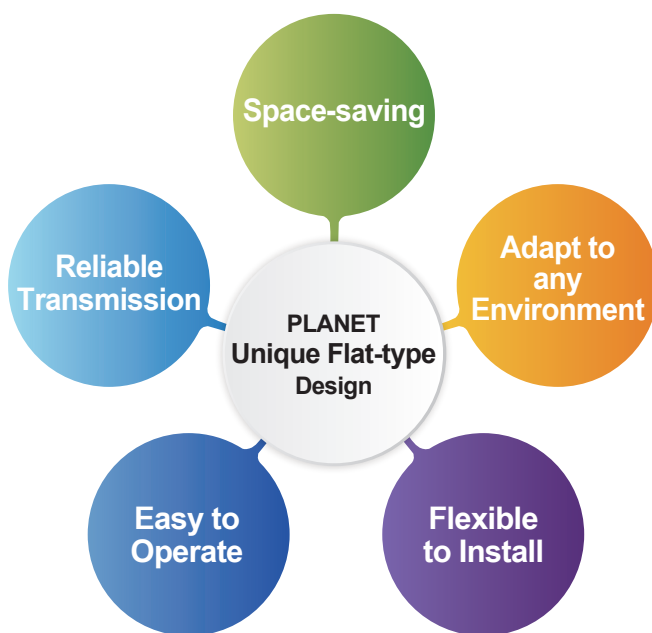 Space-saving
Reliable
Transmission
Adapt to
any
Environment
PLANET
Unique Flat-type
Design
Easy to
Operate
Flexible
to Install